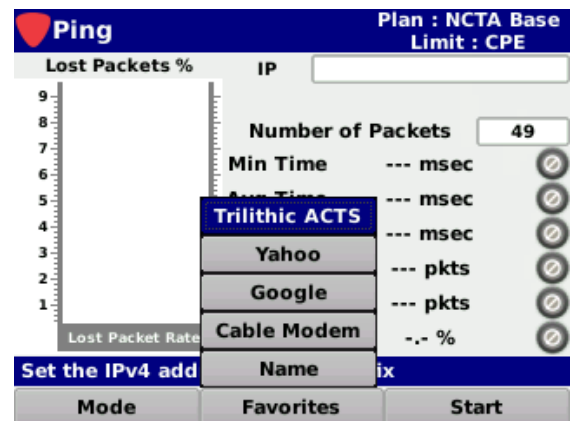 Ping
Plan : NCTA Base
Limit : CPE
Lost Packets %
IP
9
8
7
6
5
4
3
2
1
Lost Packet Rate
Number of Packets 49
Min Time --- msec
Avg Time --- msec
--- msec
--- pkts
--- pkts
-.- %
Trilithic ACTS
Yahoo
Google
Cable Modem
Name
Set the IPv4 add
ix
Mode
Favorites
Start